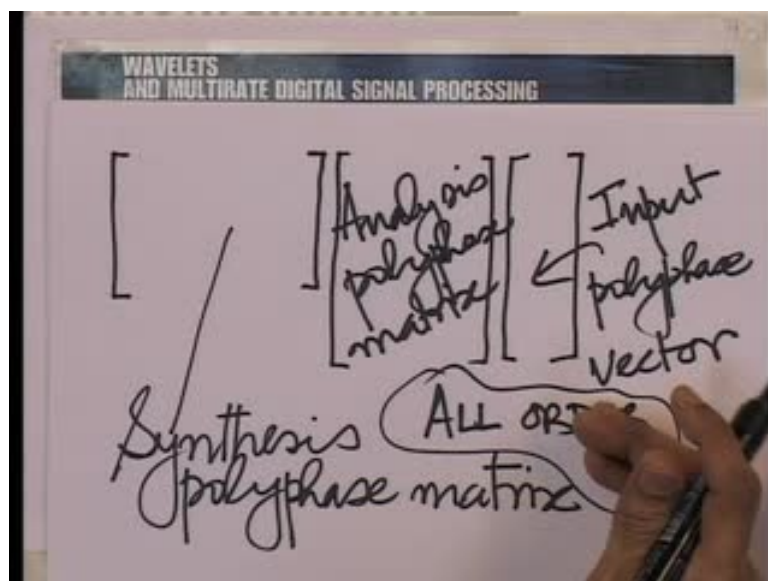 WAVELETS
AND MULTIRATE DIGITAL SIGNAL PROCESSING
Analysis
polyphase
matrix
Input
polyphase
vector
ALL
Synthesis
polyphase matrix